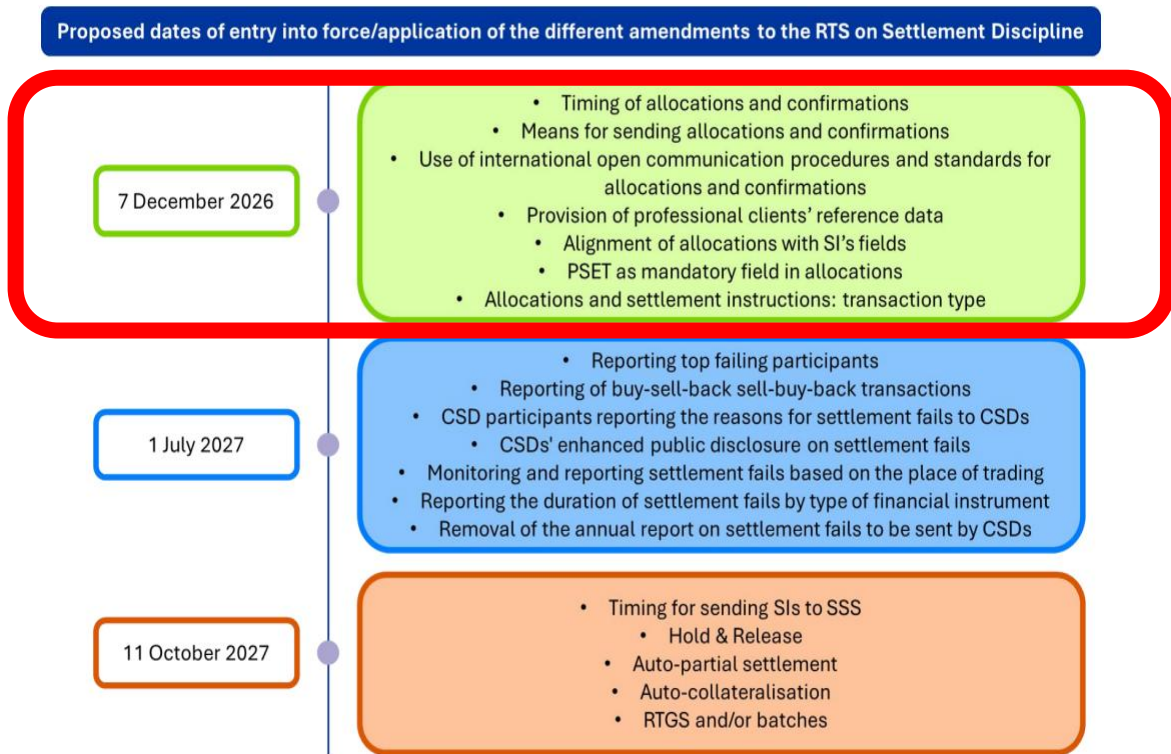 Proposed dates of entry into force/application of the different amendments to the RTS on Settlement Discipline
7 December 2026
• Timing of allocations and confirmations
• Means for sending allocations and confirmations
• Use of international open communication procedures and standards for
allocations and confirmations
• Provision of professional clients’ reference data
• Alignment of allocations with SI’s fields
• PSET as mandatory field in allocations
• Allocations and settlement instructions: transaction type
1 July 2027
• Reporting top failing participants
• Reporting of buy-sell-back sell-buy-back transactions
• CSD participants reporting the reasons for settlement fails to CSDs
• CSDs' enhanced public disclosure on settlement fails
• Monitoring and reporting settlement fails based on the place of trading
• Reporting the duration of settlement fails by type of financial instrument
• Removal of the annual report on settlement fails to be sent by CSDs
11 October 2027
• Timing for sending SIs to SSS
• Hold & Release
• Auto-partial settlement
• Auto-collateralisation
• RTGS and/or batches